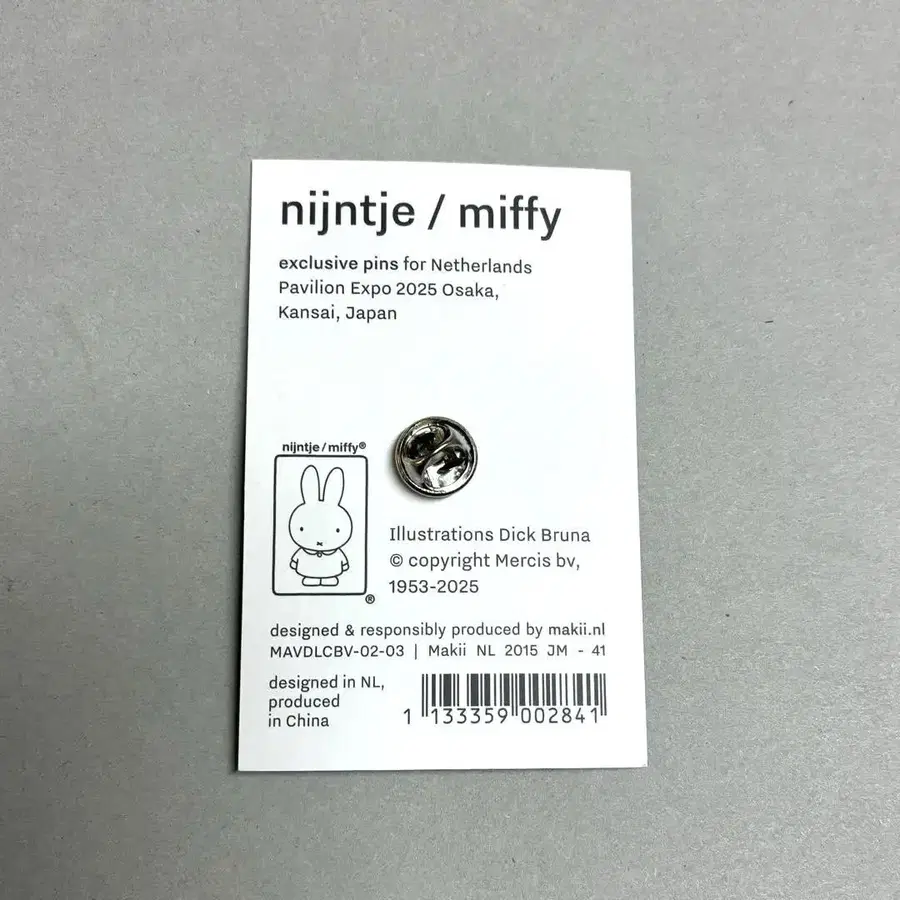 nijntje / miffy
exclusive pins for Netherlands
Pavilion Expo 2025 Osaka,
Kansai, Japan
nijntje / miffy®
®
Illustrations Dick Bruna
© copyright Mercis bv,
1953-2025
designed & responsibly produced by makii.nl
MAVDLCBV-02-03 | Makii NL 2015 JM - 41
designed in NL,
produced
in China
1 133359 002841